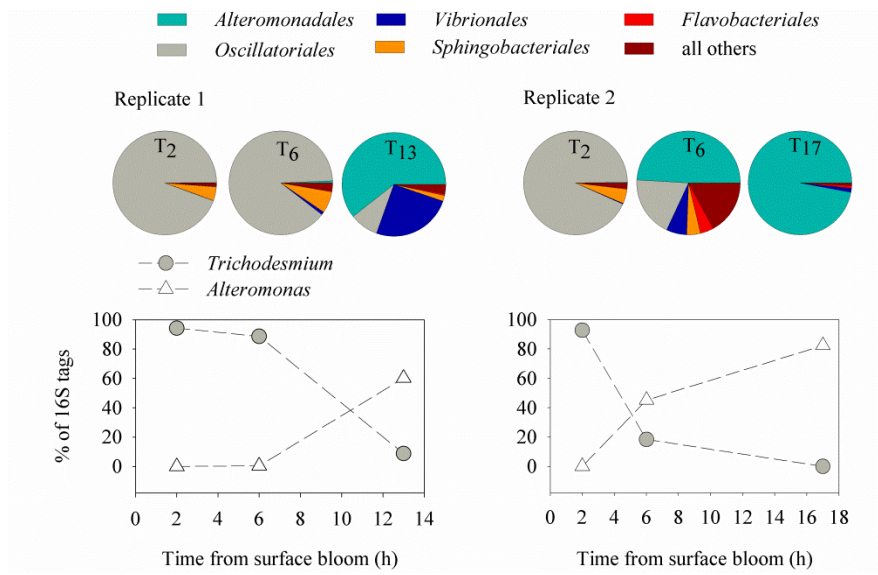 Alteromonadales Vibrionales Flavobacteriales
Oscillatoriales Sphingobacteriales all others
Replicate 1 Replicate 2
T2 T6 T13 T2 T6 T17
Trichodesmium
Alteromonas
100 100
80 80
60 60
40 40
20 20
0 0
% of 16S tags
0 2 4 6 8 10 12 14 0 2 4 6 8 10 12 14 16 18
Time from surface bloom (h) Time from surface bloom (h)